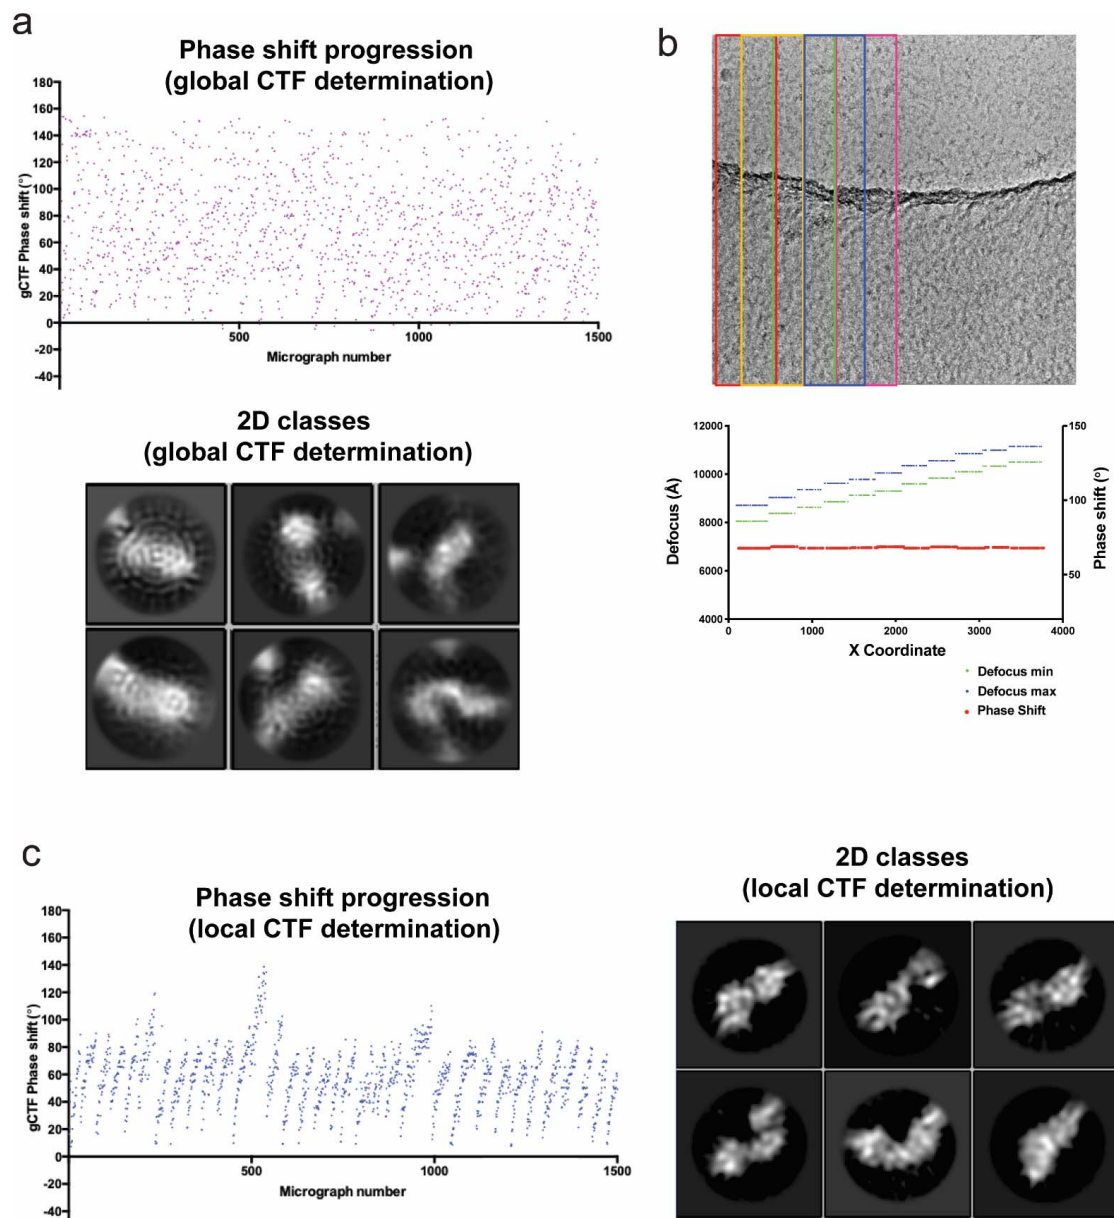 a
Phase shift progression
(global CTF determination)
180
160
140
120
100
80
60
40
20
0
-20
-40
gCTF Phase shift (°)
500
1000
1500
Micrograph number
2D classes
(global CTF determination)
b
12000
10000
8000
6000
4000
Defocus (Å)
150
100
50
Phase shift (°)
0
1000
2000
3000
4000
X Coordinate
Defocus min
Defocus max
Phase Shift
c
Phase shift progression
(local CTF determination)
180
160
140
120
100
80
60
40
20
0
-20
-40
gCTF Phase shift (°)
500
1000
1500
Micrograph number
2D classes
(local CTF determination)